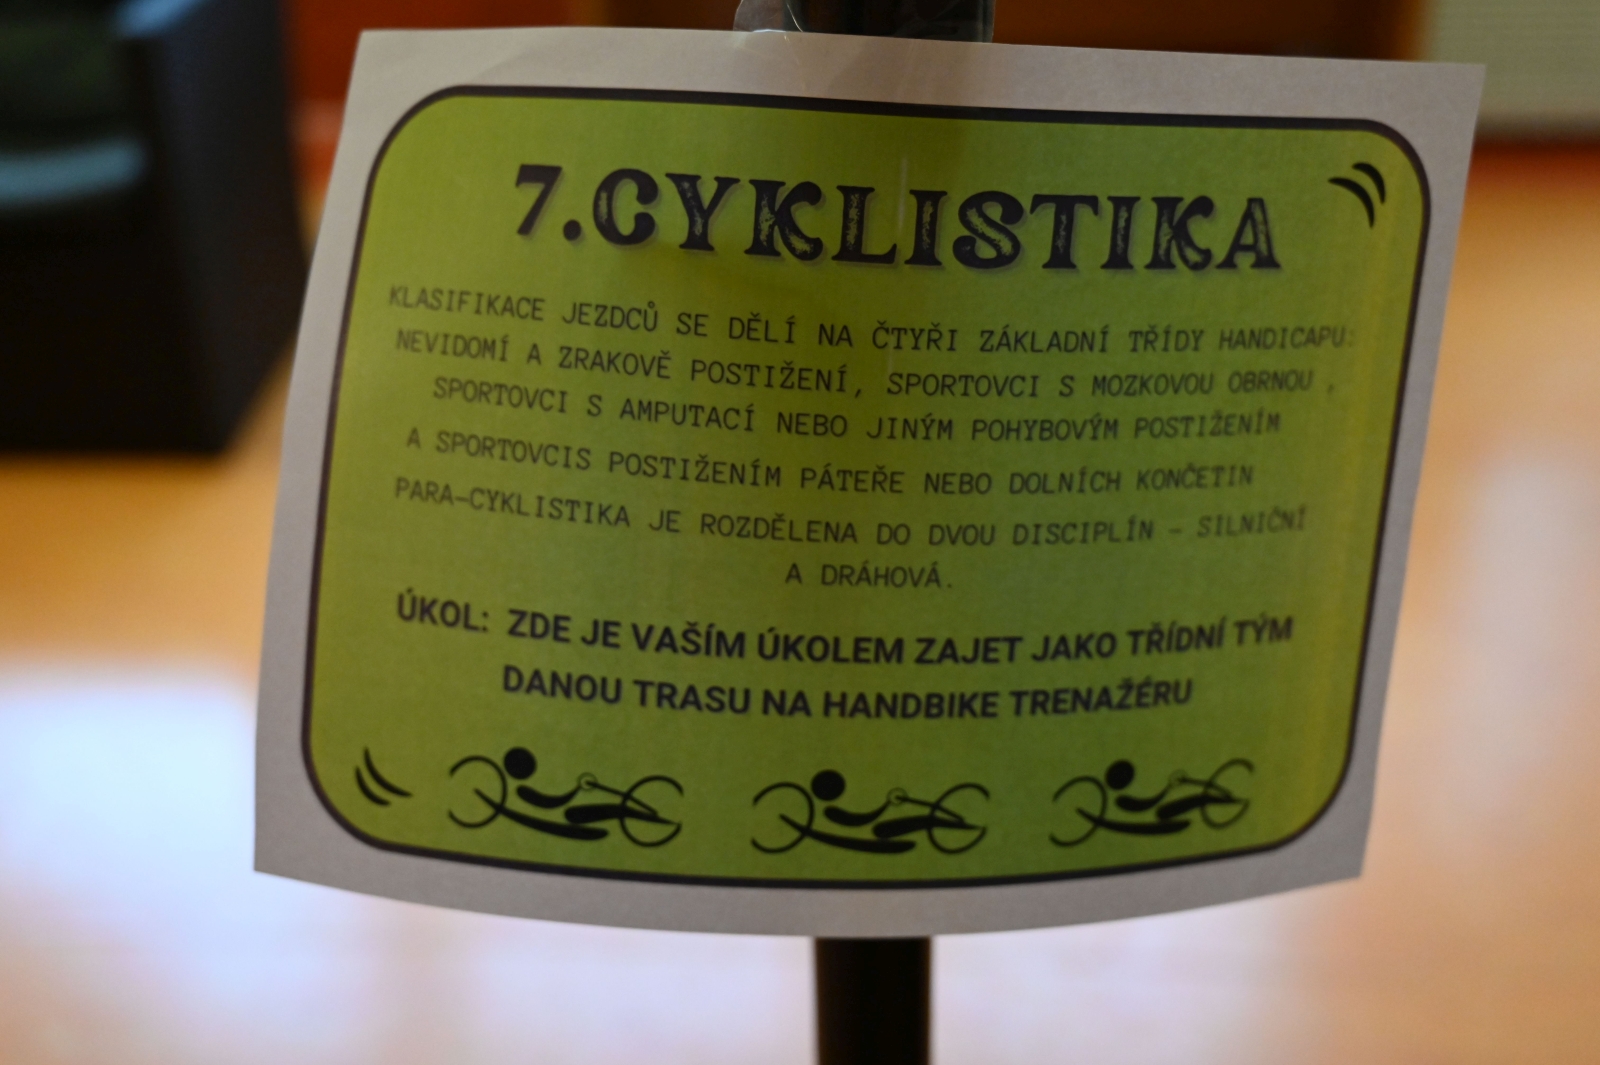 7.CYKLISTIKA
KLASIFIKACE JEZDCŮ SE DĚLÍ NA ČTYŘI ZÁKLADNÍ TŘÍDY HANDICAPU:
NEVIDOMÍ A ZRAKOVĚ POSTIŽENÍ, SPORTOVCI S MOZKOVOU OBRNOU ,
SPORTOVCI S AMPUTACÍ NEBO JINÝM POHYBOVÝM POSTIŽENÍM
A SPORTOVCIS POSTIŽENÍM PÁTEŘE NEBO DOLNÍCH KONČETIN
PARA-CYKLISTIKA JE ROZDĚLENA DO DVOU DISCIPLÍN - SILNIČNÍ
A DRÁHOVÁ.
ÚKOL: ZDE JE VAŠÍM ÚKOLEM ZAJET JAKO TŘÍDNÍ TÝM
DANOU TRASU NA HANDBIKE TRENAŽÉRU